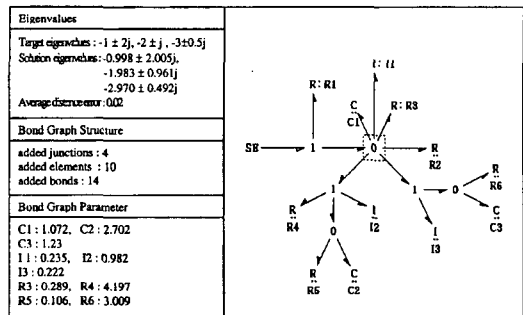 Eigenvalues
Target eigenvalues : -1 ± 2j, -2 ± j , -3±0.5j
Solution eigenvalues : -0.998 ± 2.005j,
-1.983 ± 0.961j
-2.970 ± 0.492j
Average distance error : 0.02
Bond Graph Structure
added junctions : 4
added elements : 10
added bonds : 14
Bond Graph Parameter
C1 : 1.072, C2 : 2.702
C3 : 1.23
I1 : 0.235, I2 : 0.982
I3 : 0.222
R3 : 0.289, R4 : 4.197
R5 : 0.106, R6 : 3.009
I:I1
R:R1
C:C1
R:R3
SE 1 0 R:R2
1 1 0 R:R6
R:R4 I:I2 I:I3 C:C3
0
R:R5 C:C2